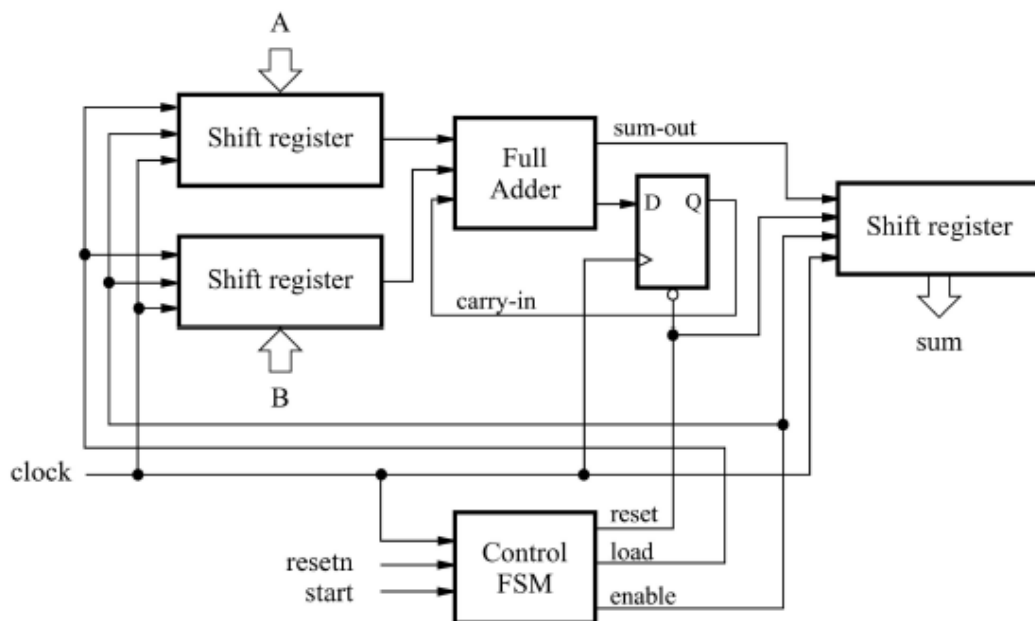 A
Shift register
Full
Adder
sum-out
D Q
Shift register
Shift register
carry-in
sum
B
clock
reset
Control
FSM
load
resetn
start
enable